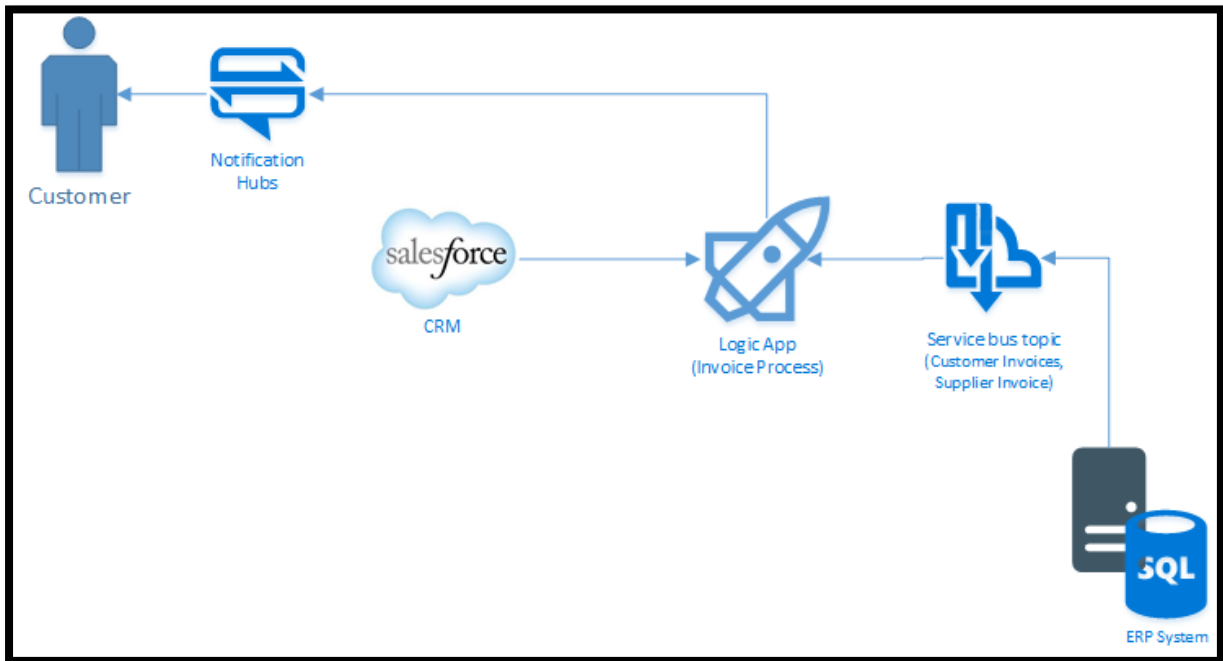 Notification
Hubs
Customer
salesforce
CRM
Logic App
(Invoice Process)
Service bus topic
(Customer Invoices,
Supplier Invoice)
SQL
ERP System